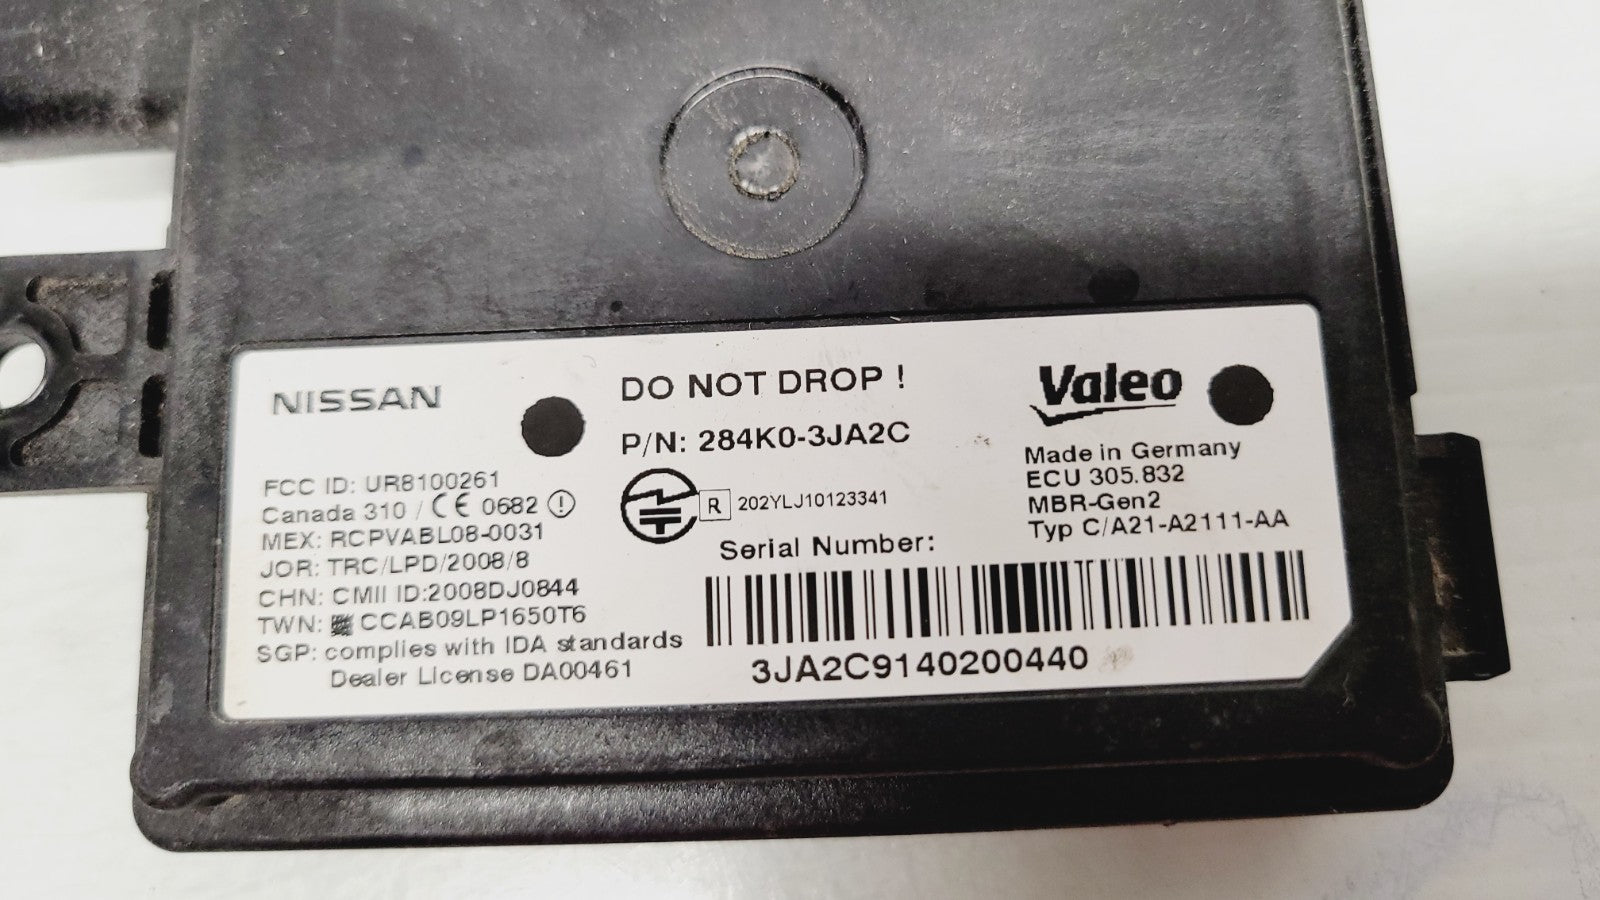 NISSAN
FCC ID: UR8100261
Canada 310 / CE 0682
MEX: RCPVABL08-0031
JOR: TRC/LPD/2008/8
CHN: CMII ID:2008DJ0844
TWN: CCAB09LP1650T6
SGP: complies with IDA standards
Dealer License DA00461
DO NOT DROP !
P/N: 284K0-3JA2C
R 202YLJ10123341
Serial Number:
3JA2C9140200440
Valeo
Made in Germany
ECU 305.832
MBR-Gen2
Typ C/A21-A2111-AA